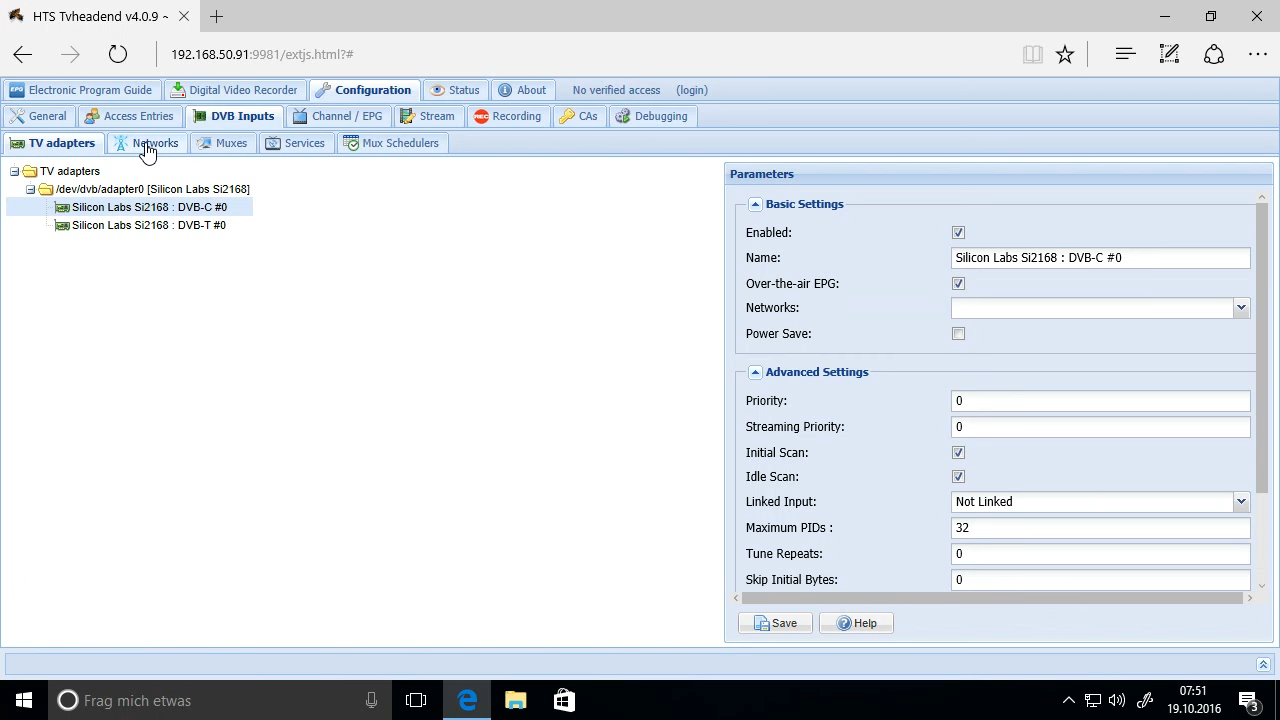 HTS Tvheadend v4.0.9 ~
192.168.50.91:9981/extjs.html?#
EPG Electronic Program Guide Digital Video Recorder Configuration Status About No verified access (login)
General Access Entries DVB Inputs Channel / EPG Stream REC Recording CAs Debugging
TV adapters Networks Muxes Services Mux Schedulers
TV adapters
/dev/dvb/adapter0 [Silicon Labs Si2168]
Silicon Labs Si2168 : DVB-C #0
Silicon Labs Si2168 : DVB-T #0
Parameters
Basic Settings
Enabled:
Name: Silicon Labs Si2168 : DVB-C #0
Over-the-air EPG:
Networks:
Power Save:
Advanced Settings
Priority: 0
Streaming Priority: 0
Initial Scan:
Idle Scan:
Linked Input: Not Linked
Maximum PIDs : 32
Tune Repeats: 0
Skip Initial Bytes: 0
Save Help
Frag mich etwas
07:51
19.10.2016
3